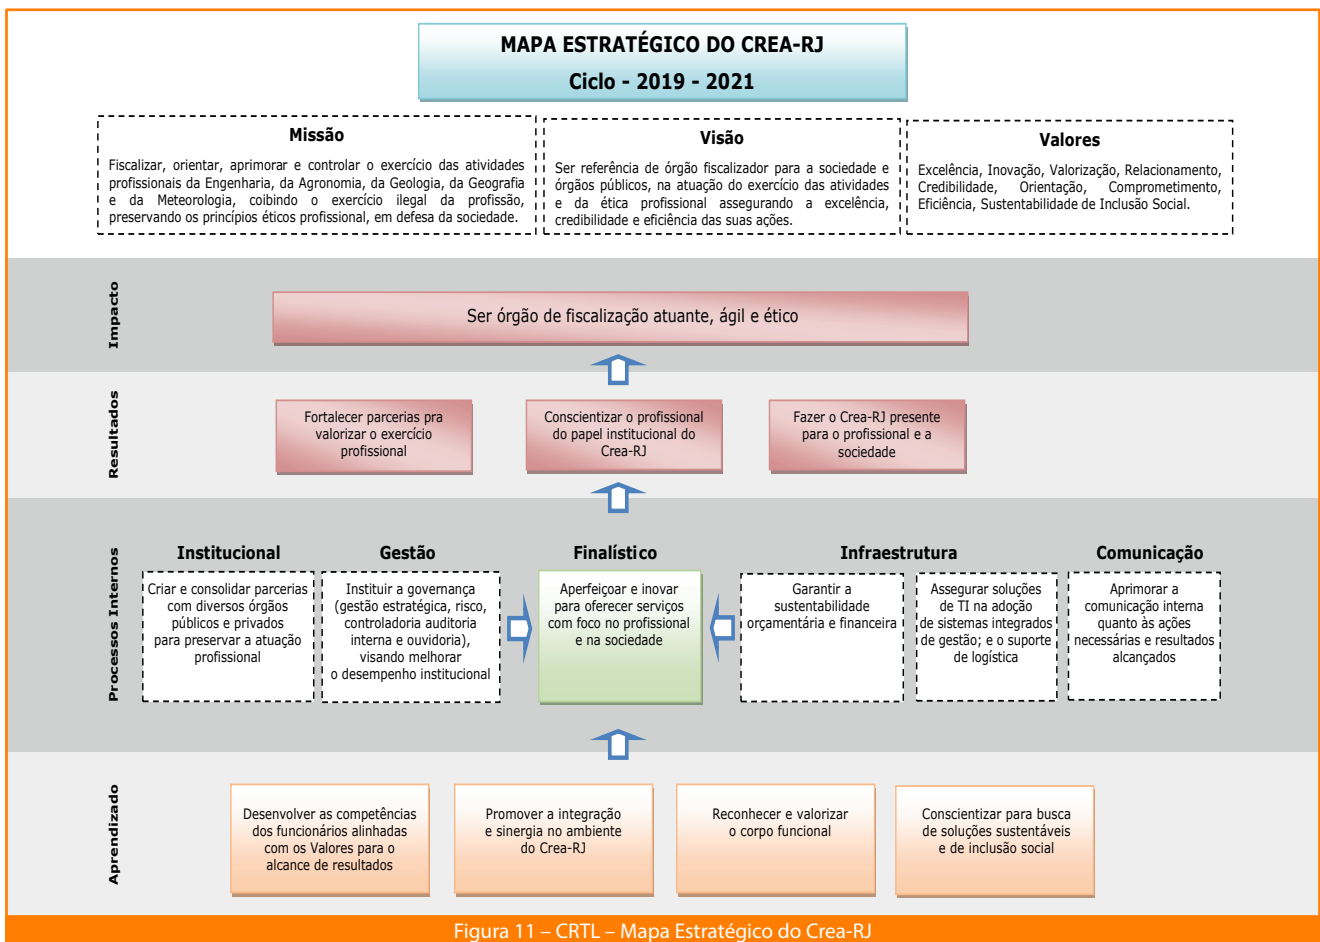 MAPA ESTRATÉGICO DO CREA-RJ
Ciclo - 2019 - 2021
Missão
Fiscalizar, orientar, aprimorar e controlar o exercício das atividades
profissionais da Engenharia, da Agronomia, da Geologia, da Geografia
e da Meteorologia, coibindo o exercício ilegal da profissão,
preservando os princípios éticos profissional, em defesa da sociedade.
Visão
Ser referência de órgão fiscalizador para a sociedade e
órgãos públicos, na atuação do exercício das atividades
e da ética profissional assegurando a excelência,
credibilidade e eficiência das suas ações.
Valores
Excelência, Inovação, Valorização, Relacionamento,
Credibilidade, Orientação, Comprometimento,
Eficiência, Sustentabilidade de Inclusão Social.
Impacto
Ser órgão de fiscalização atuante, ágil e ético
Resultados
Fortalecer parcerias pra
valorizar o exercício
profissional
Conscientizar o profissional
do papel institucional do
Crea-RJ
Fazer o Crea-RJ presente
para o profissional e a
sociedade
Processos Internos
Institucional
Criar e consolidar parcerias
com diversos órgãos
públicos e privados
para preservar a atuação
profissional
Gestão
Instituir a governança
(gestão estratégica, risco,
controladoria auditoria
interna e ouvidoria),
visando melhorar
o desempenho institucional
Finalístico
Aperfeiçoar e inovar
para oferecer serviços
com foco no profissional
e na sociedade
Infraestrutura
Garantir a
sustentabilidade
orçamentária e financeira
Assegurar soluções
de TI na adoção
de sistemas integrados
de gestão; e o suporte
de logística
Comunicação
Aprimorar a
comunicação interna
quanto às ações
necessárias e resultados
alcançados
Aprendizado
Desenvolver as competências
dos funcionários alinhadas
com os Valores para o
alcance de resultados
Promover a integração
e sinergia no ambiente
do Crea-RJ
Reconhecer e valorizar
o corpo funcional
Conscientizar para busca
de soluções sustentáveis
e de inclusão social
Figura 11 – CRTL – Mapa Estratégico do Crea-RJ